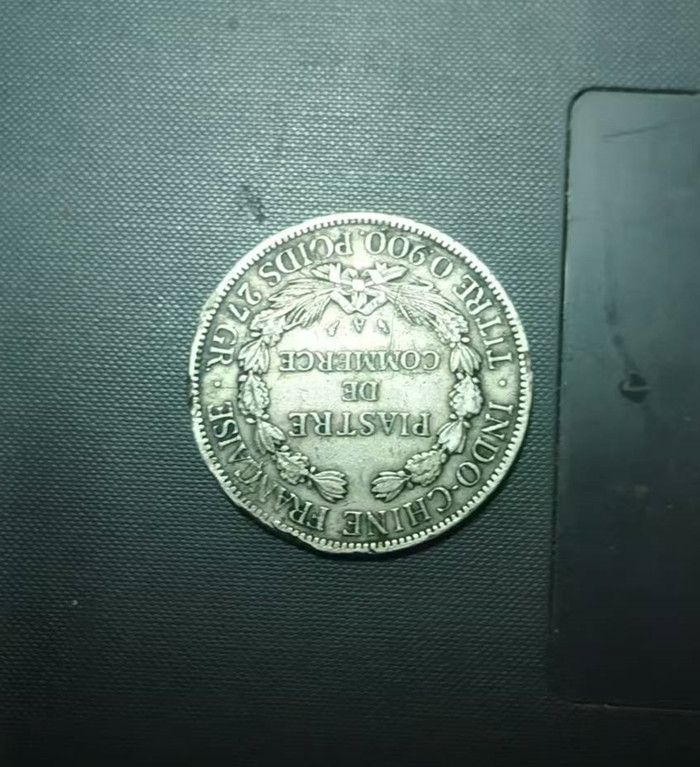 INDO-CHINE FRANÇAISE
PIASTRE
DE
COMMERCE
TITRE 0,900. POIDS 27 GR.